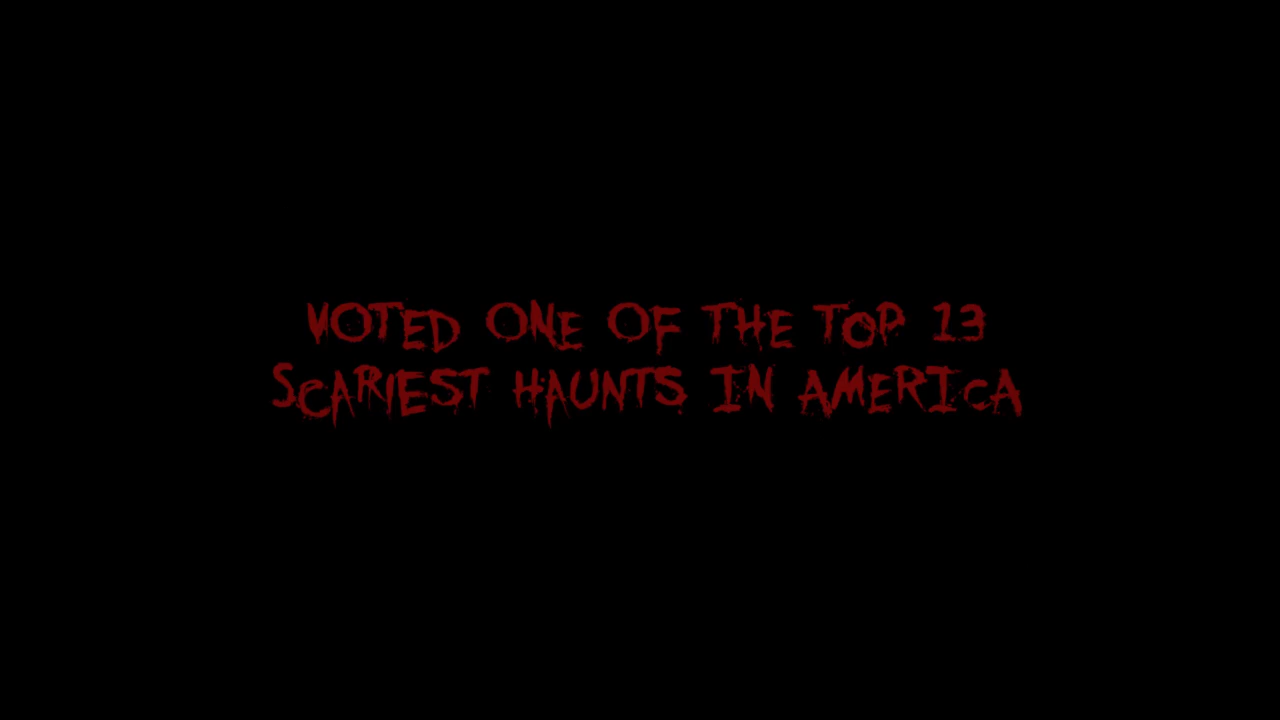 VOTED ONE OF THE TOP 13
SCARIEST HAUNTS IN AMERICA